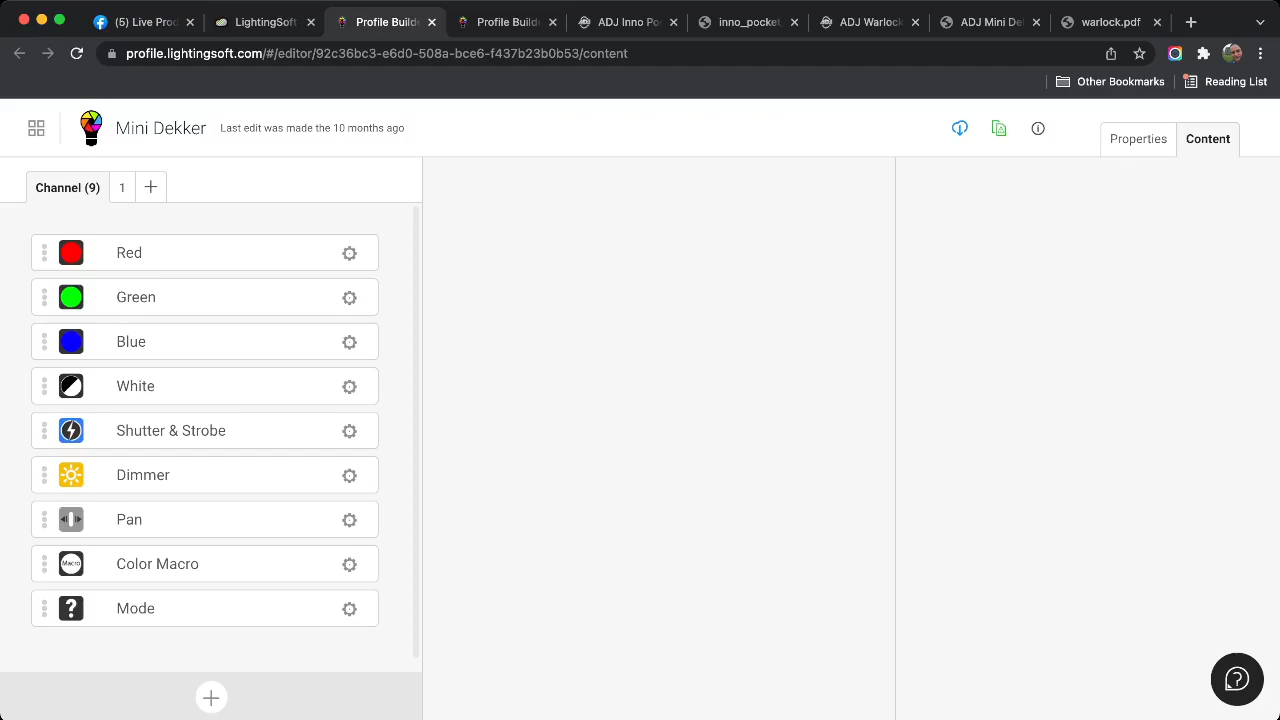 (5) Live Prod
LightingSoft
Profile Builde
Profile Builde
ADJ Inno Po
inno_pocket
ADJ Warlock
ADJ Mini De
warlock.pdf
profile.lightingsoft.com/#/editor/92c36bc3-e6d0-508a-bce6-f437b23b0b53/content
Other Bookmarks
Reading List
Mini Dekker
Last edit was made the 10 months ago
Properties
Content
Channel (9)
1
Red
Green
Blue
White
Shutter & Strobe
Dimmer
Pan
Macro
Color Macro
?
Mode
?